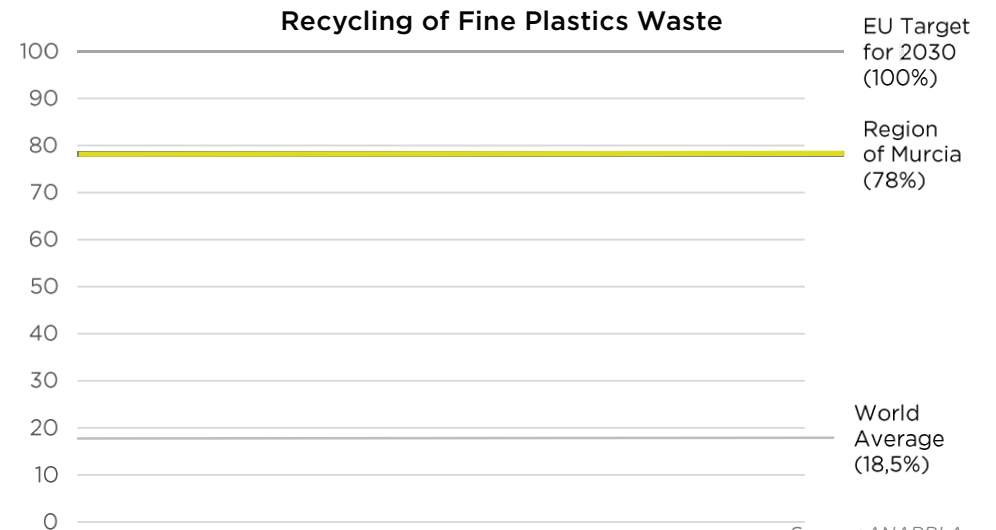 Recycling of Fine Plastics Waste
EU Target
for 2030
(100%)
Region
of Murcia
(78%)
World
Average
(18,5%)
100
90
80
70
60
50
40
30
20
10
0